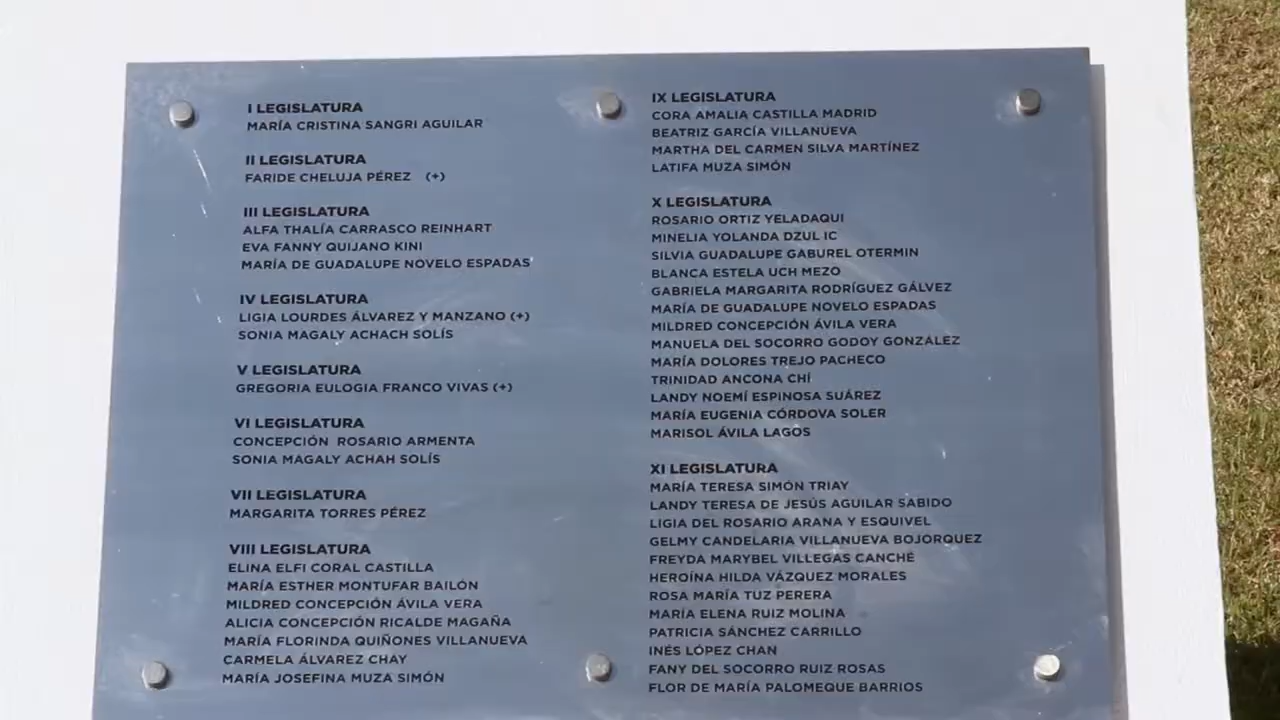 I LEGISLATURA
MARÍA CRISTINA SANGRI AGUILAR
II LEGISLATURA
FARIDE CHELUJA PÉREZ (+)
III LEGISLATURA
ALFA THALÍA CARRASCO REINHART
EVA FANNY QUIJANO KINI
MARÍA DE GUADALUPE NOVELO ESPADAS
IV LEGISLATURA
LIGIA LOURDES ÁLVAREZ Y MANZANO (+)
SONIA MAGALY ACHACH SOLÍS
V LEGISLATURA
GREGORIA EULOGIA FRANCO VIVAS (+)
VI LEGISLATURA
CONCEPCIÓN ROSARIO ARMENTA
SONIA MAGALY ACHAH SOLÍS
VII LEGISLATURA
MARGARITA TORRES PÉREZ
VIII LEGISLATURA
ELINA ELFI CORAL CASTILLA
MARÍA ESTHER MONTUFAR BAILÓN
MILDRED CONCEPCIÓN ÁVILA VERA
ALICIA CONCEPCIÓN RICALDE MAGAÑA
MARÍA FLORINDA QUIÑONES VILLANUEVA
CARMELA ÁLVAREZ CHAY
MARÍA JOSEFINA MUZA SIMÓN
IX LEGISLATURA
CORA AMALIA CASTILLA MADRID
BEATRIZ GARCÍA VILLANUEVA
MARTHA DEL CARMEN SILVA MARTÍNEZ
LATIFA MUZA SIMÓN
X LEGISLATURA
ROSARIO ORTIZ YELADAQUI
MINELIA YOLANDA DZUL IC
SILVIA GUADALUPE GABUREL OTERMIN
BLANCA ESTELA UCH MEZO
GABRIELA MARGARITA RODRÍGUEZ GÁLVEZ
MARÍA DE GUADALUPE NOVELO ESPADAS
MILDRED CONCEPCIÓN ÁVILA VERA
MANUELA DEL SOCORRO GODOY GONZÁLEZ
MARÍA DOLORES TREJO PACHECO
TRINIDAD ANCONA CHÍ
LANDY NOEMÍ ESPINOSA SUÁREZ
MARÍA EUGENIA CÓRDOVA SOLER
MARISOL ÁVILA LAGOS
XI LEGISLATURA
MARÍA TERESA SIMÓN TRIAY
LANDY TERESA DE JESÚS AGUILAR SABIDO
LIGIA DEL ROSARIO ARANA Y ESQUIVEL
GELMY CANDELARIA VILLANUEVA BOJÓRQUEZ
FREYDA MARYBEL VILLEGAS CANCHÉ
HEROÍNA HILDA VÁZQUEZ MORALES
ROSA MARÍA TUZ PERERA
MARÍA ELENA RUIZ MOLINA
PATRICIA SÁNCHEZ CARRILLO
INÉS LÓPEZ CHAN
FANY DEL SOCORRO RUIZ ROSAS
FLOR DE MARÍA PALOMEQUE BARRIOS